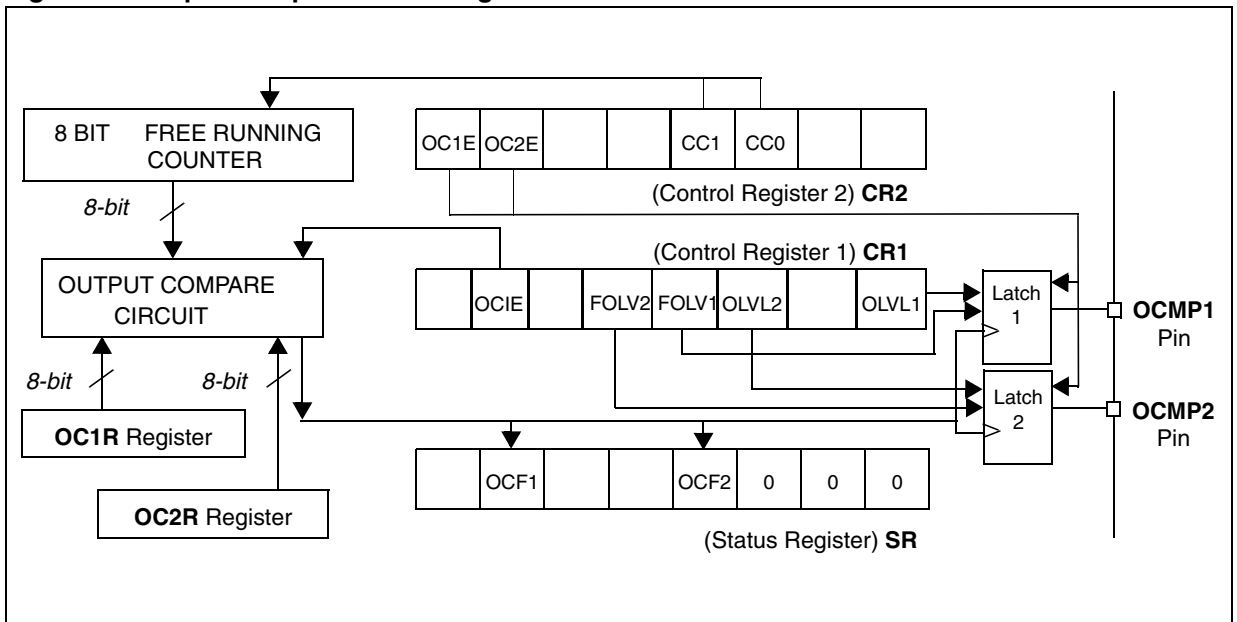 8 BIT FREE RUNNING
COUNTER
8-bit
OC1E OC2E CC1 CC0
(Control Register 2) CR2
OUTPUT COMPARE
CIRCUIT
(Control Register 1) CR1
OCIE FOLV2 FOLV1 OLVL2 OLVL1
Latch
1
OCMP1
Pin
8-bit 8-bit
Latch
2
OCMP2
Pin
OC1R Register
OCF1 OCF2 0 0 0
OC2R Register
(Status Register) SR